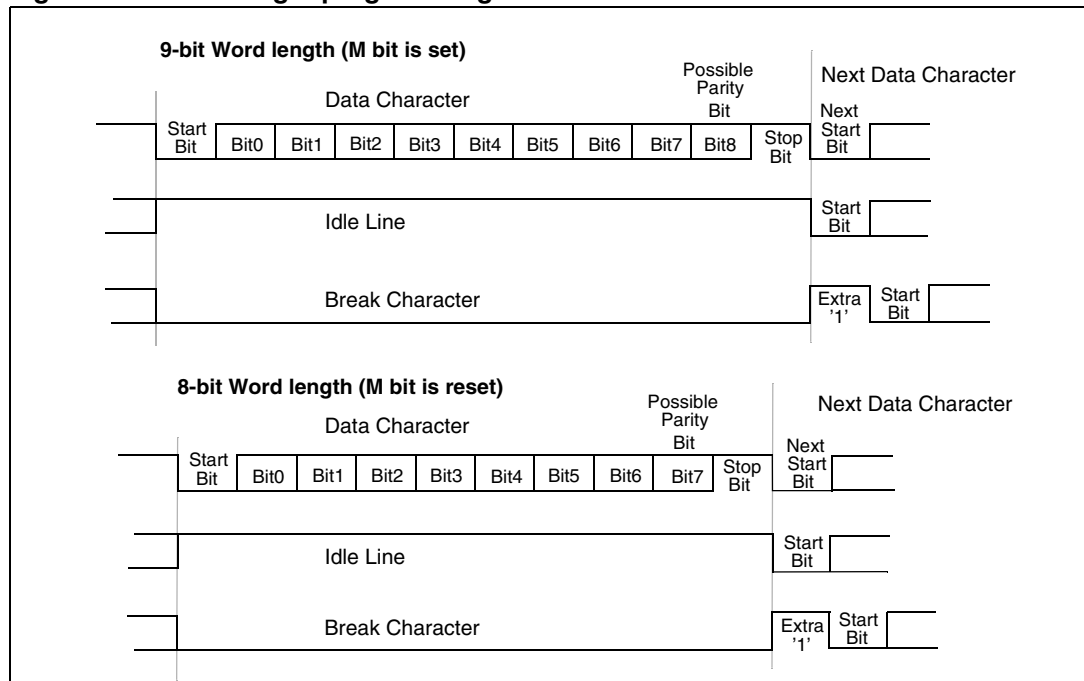 9-bit Word length (M bit is set)
Possible
Parity
Bit
Next Data Character
Data Character
Start
Bit
Bit0
Bit1
Bit2
Bit3
Bit4
Bit5
Bit6
Bit7
Bit8
Stop
Bit
Next
Start
Bit
Idle Line
Start
Bit
Break Character
Extra
'1'
Start
Bit
8-bit Word length (M bit is reset)
Possible
Parity
Bit
Next Data Character
Data Character
Start
Bit
Bit0
Bit1
Bit2
Bit3
Bit4
Bit5
Bit6
Bit7
Stop
Bit
Next
Start
Bit
Idle Line
Start
Bit
Break Character
Extra
'1'
Start
Bit